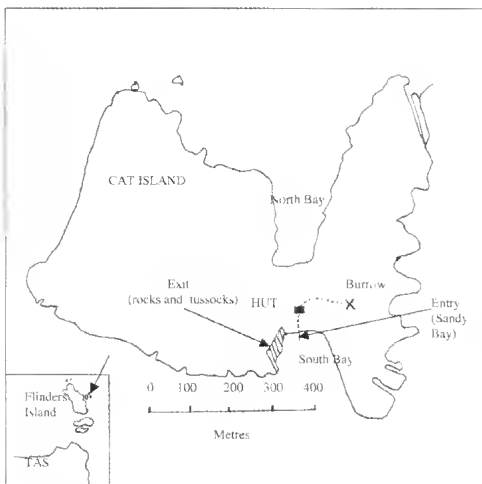 CAT ISLAND
North Bay
Exit
(rocks and tussocks)
HUT
Burrow
X
Entry
(Sandy
Bay)
South Bay
0 100 200 300 400
Metres
Flinders
Island
TAS